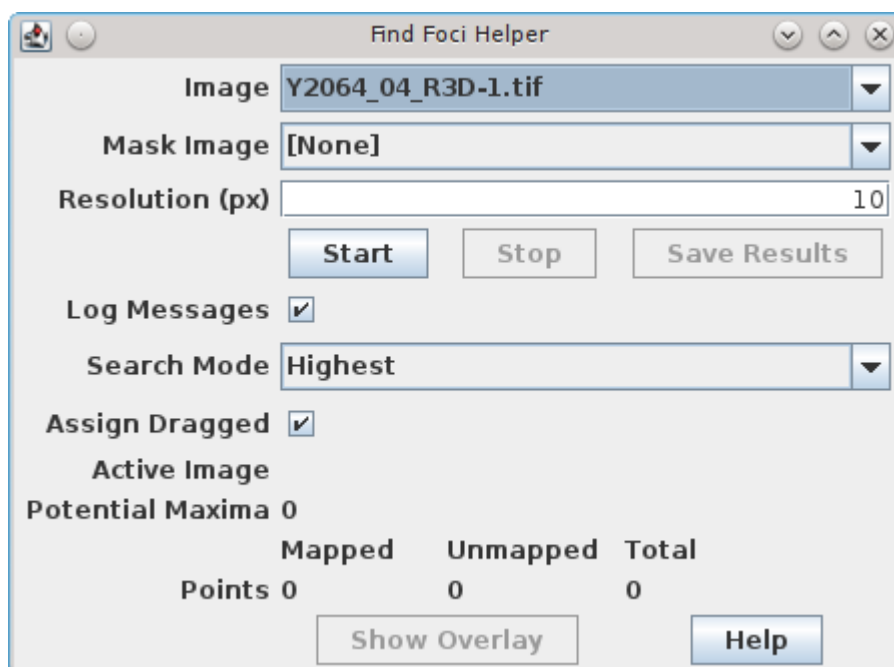 Find Foci Helper
Image Y2064_04_R3D-1.tif
Mask Image [None]
Resolution (px) 10
Start Stop Save Results
Log Messages
Search Mode Highest
Assign Dragged
Active Image
Potential Maxima 0
Mapped Unmapped Total
Points 0 0 0
Show Overlay Help